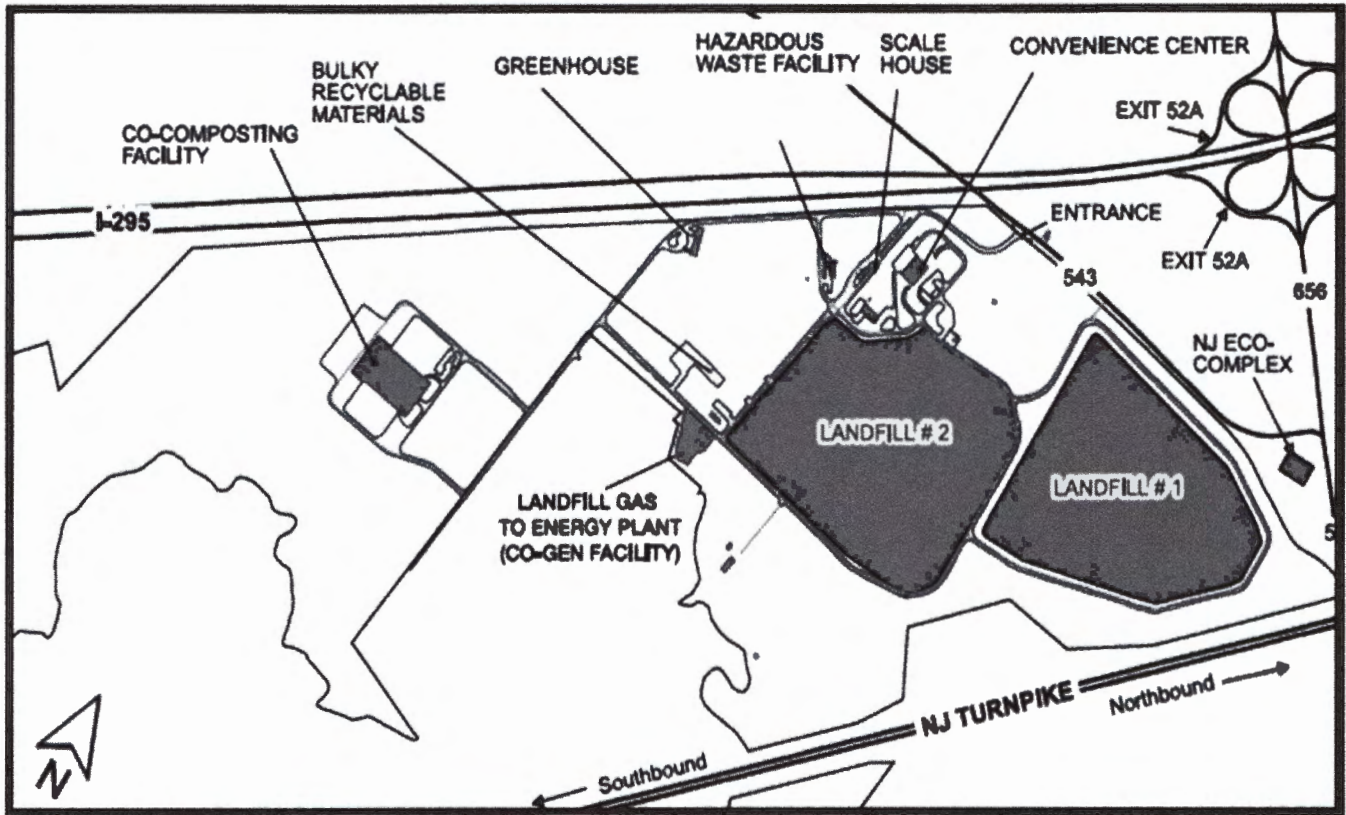 HAZARDOUS
WASTE FACILITY
SCALE
HOUSE
CONVENIENCE CENTER
BULKY
RECYCLABLE
MATERIALS
GREENHOUSE
EXIT 52A
CO-COMPOSTING
FACILITY
I-295
ENTRANCE
EXIT 52A
543
656
NJ ECO-
COMPLEX
LANDFILL # 2
LANDFILL # 1
LANDFILL GAS
TO ENERGY PLANT
(CO-GEN FACILITY)
5
NJ TURNPIKE
Northbound
Southbound
N